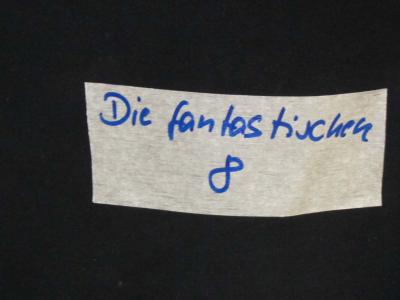 Die fantastischen
8